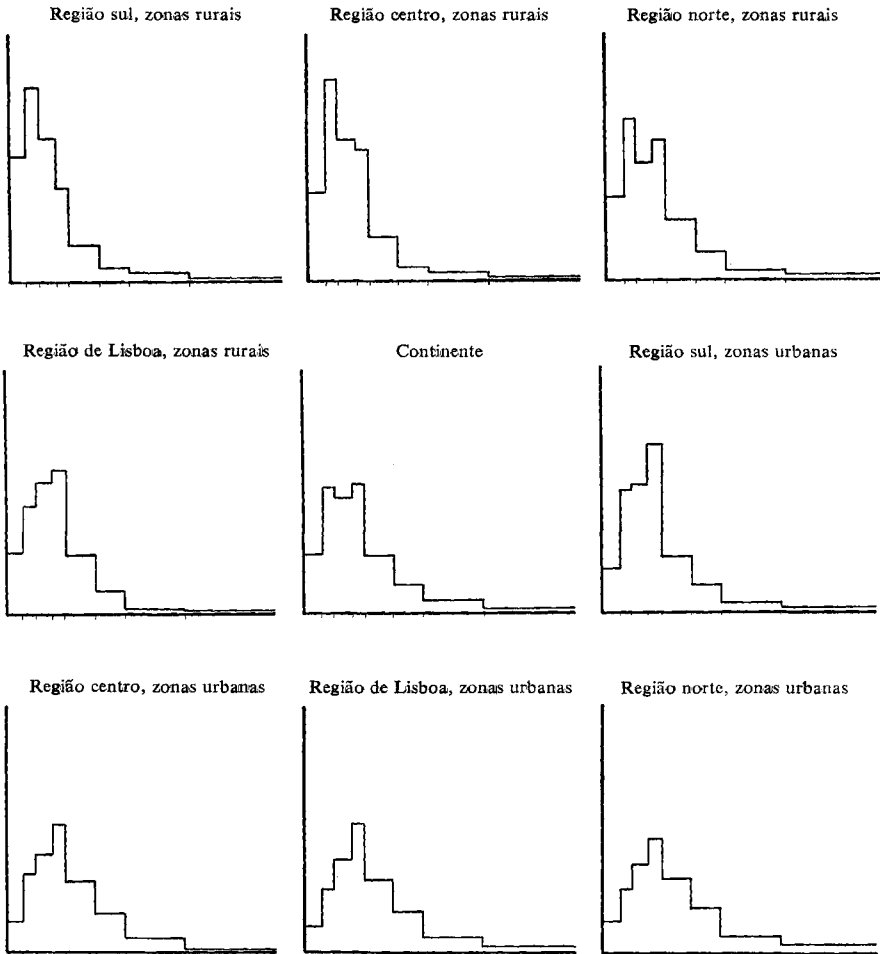 Região sul, zonas rurais
Região centro, zonas rurais
Região norte, zonas rurais
Região de Lisboa, zonas rurais
Continente
Região sul, zonas urbanas
Região centro, zonas urbanas
Região de Lisboa, zonas urbanas
Região norte, zonas urbanas